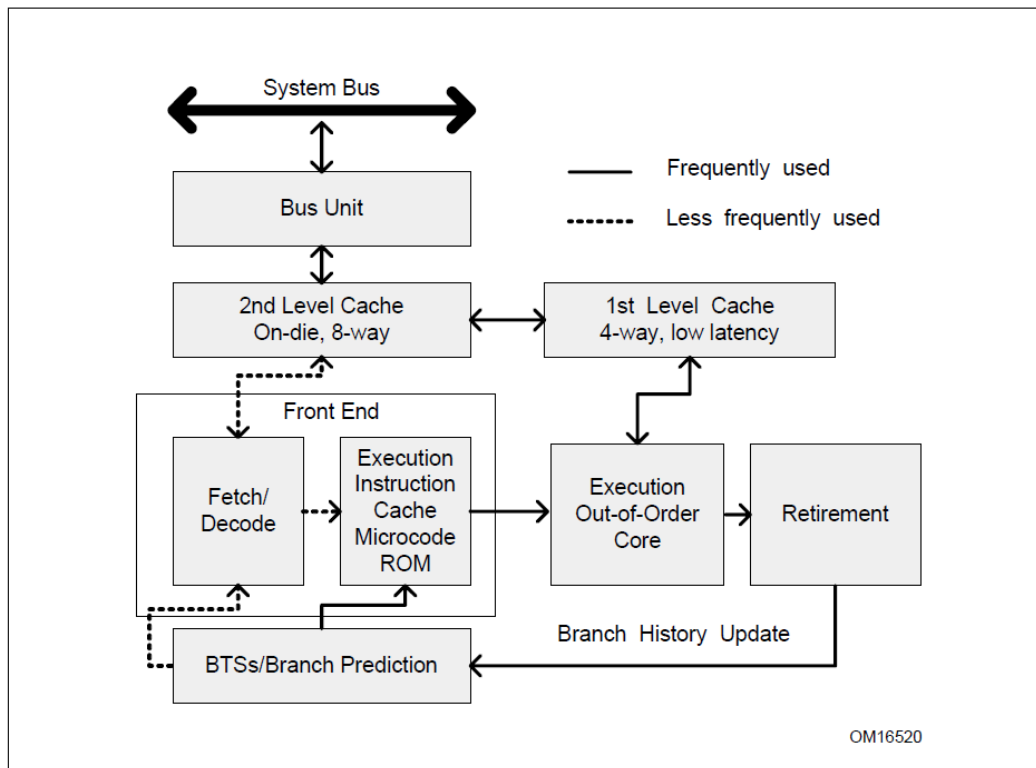 System Bus
Frequently used
Bus Unit
Less frequently used
2nd Level Cache
On-die, 8-way
1st Level Cache
4-way, low latency
Front End
Fetch/
Decode
Execution
Instruction
Cache
Microcode
ROM
Execution
Out-of-Order
Core
Retirement
Branch History Update
BTSs/Branch Prediction
OM16520